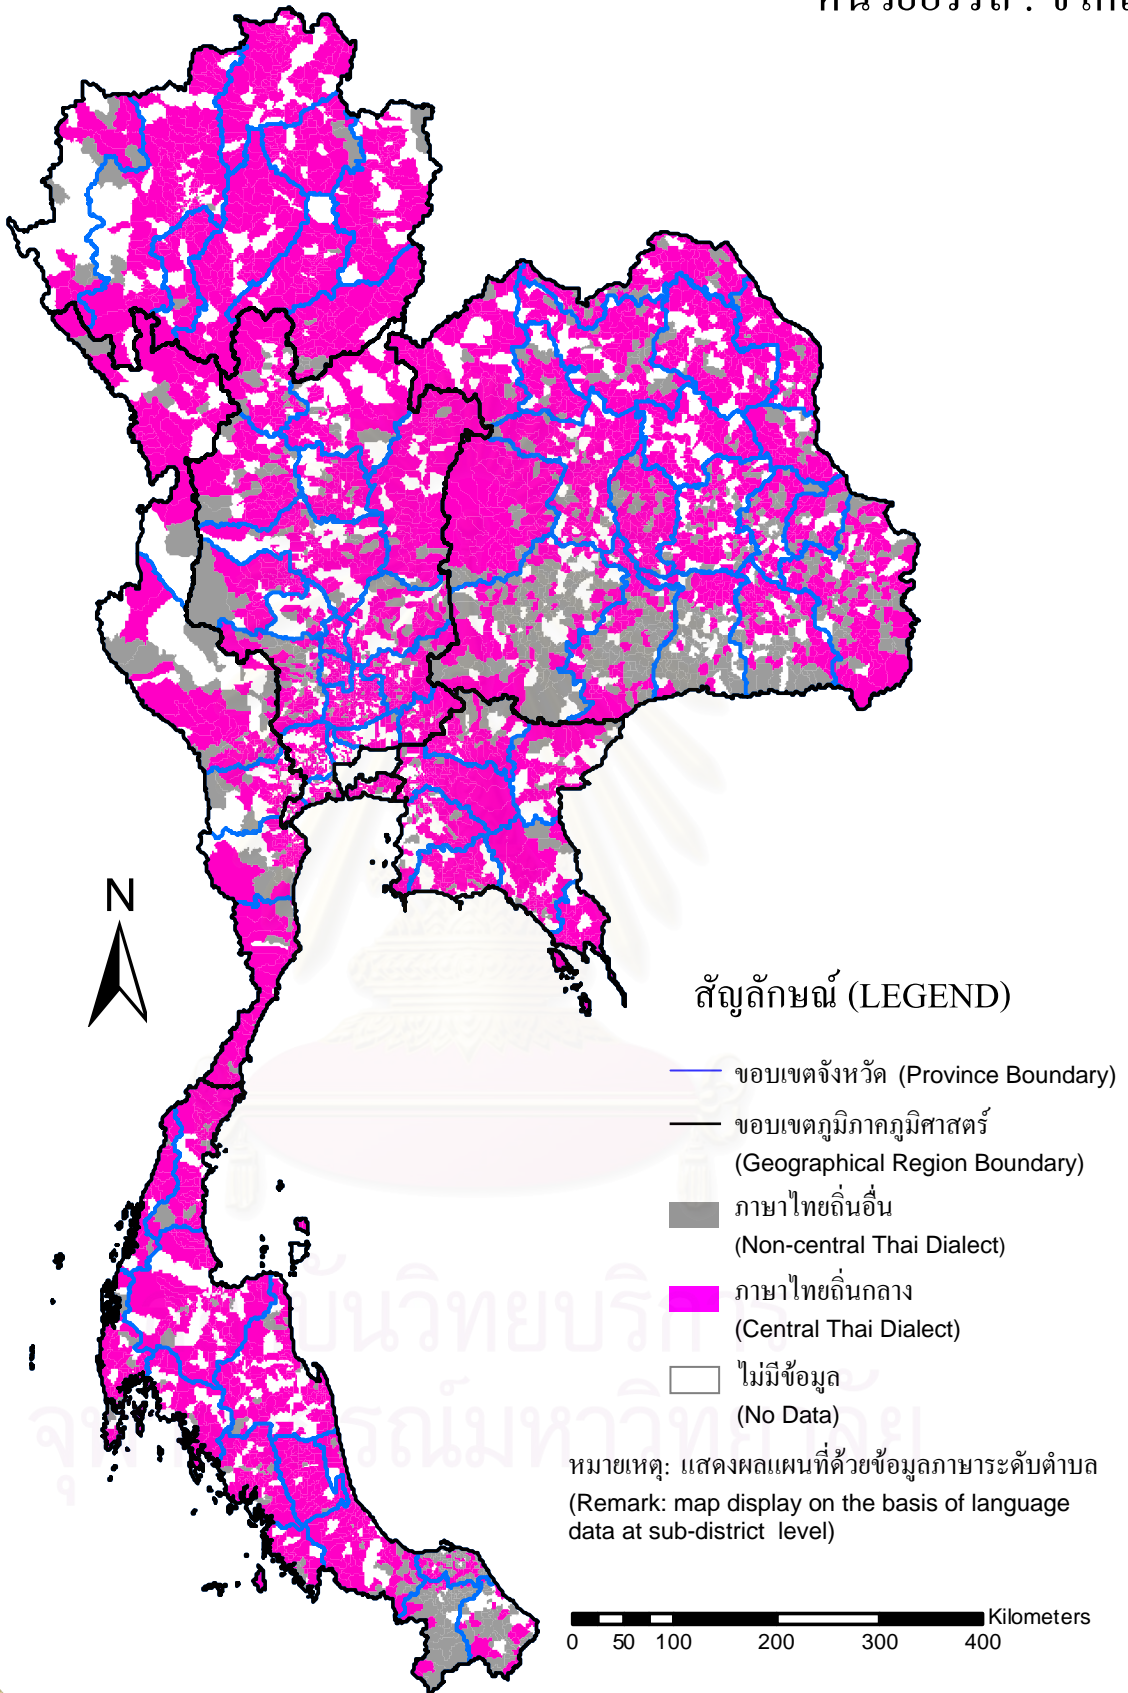 N
สัญลักษณ์ (LEGEND)
ขอบเขตจังหวัด (Province Boundary)
ขอบเขตภูมิภาคภูมิศาสตร์
(Geographical Region Boundary)
ภาษาไทยถิ่นอื่น
(Non-central Thai Dialect)
ภาษาไทยถิ่นกลาง
(Central Thai Dialect)
ไม่มีข้อมูล
(No Data)
หมายเหตุ: แสดงผลแผนที่ด้วยข้อมูลภาษาระดับตำบล
(Remark: map display on the basis of language
data at sub-district level)
Kilometers
0 50 100 200 300 400